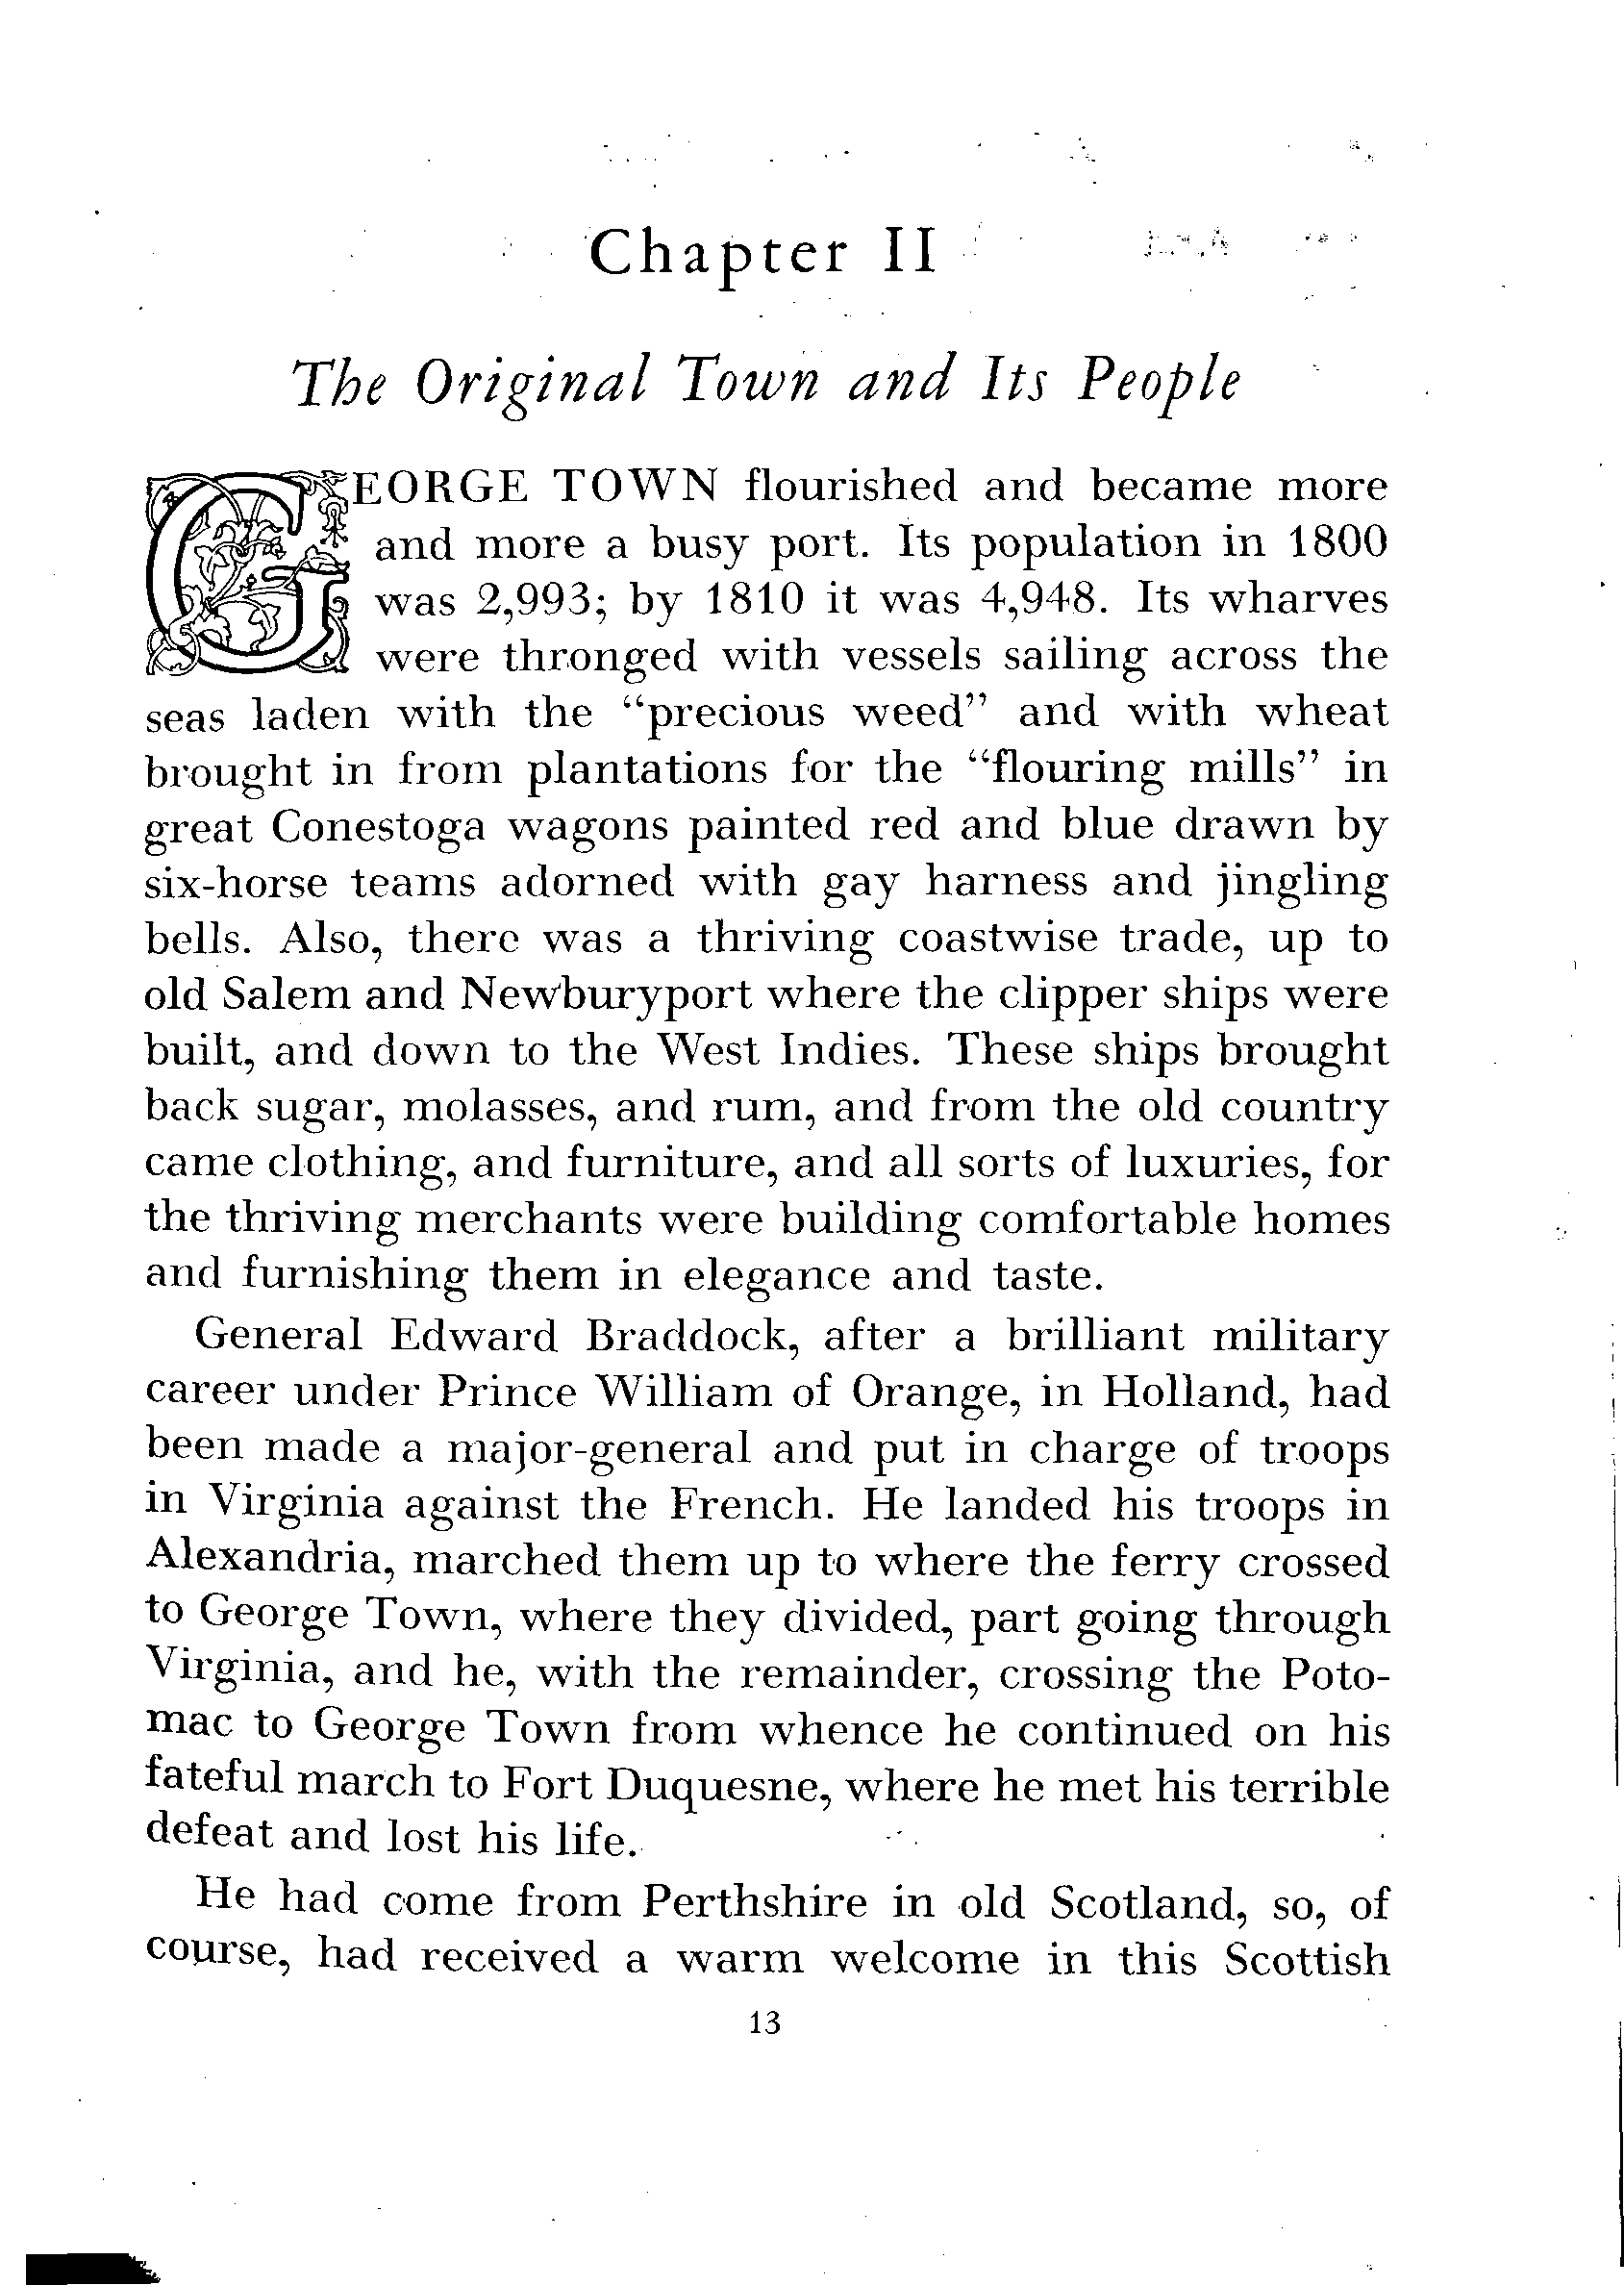 Chapter II
The Original Town and Its People
GEORGE TOWN flourished and became more
and more a busy port. Its population in 1800
was 2,993; by 1810 it was 4,948. Its wharves
were thronged with vessels sailing across the
seas laden with the “precious weed” and with wheat
brought in from plantations for the “flouring mills” in
great Conestoga wagons painted red and blue drawn by
six-horse teams adorned with gay harness and jingling
bells. Also, there was a thriving coastwise trade, up to
old Salem and Newburyport where the clipper ships were
built, and down to the West Indies. These ships brought
back sugar, molasses, and rum, and from the old country
came clothing, and furniture, and all sorts of luxuries, for
the thriving merchants were building comfortable homes
and furnishing them in elegance and taste.
General Edward Braddock, after a brilliant military
career under Prince William of Orange, in Holland, had
been made a major-general and put in charge of troops
in Virginia against the French. He landed his troops in
Alexandria, marched them up to where the ferry crossed
to George Town, where they divided, part going through
Virginia, and he, with the remainder, crossing the Poto-
mac to George Town from whence he continued on his
fateful march to Fort Duquesne, where he met his terrible
defeat and lost his life.
He had come from Perthshire in old Scotland, so, of
course, had received a warm welcome in this Scottish
13